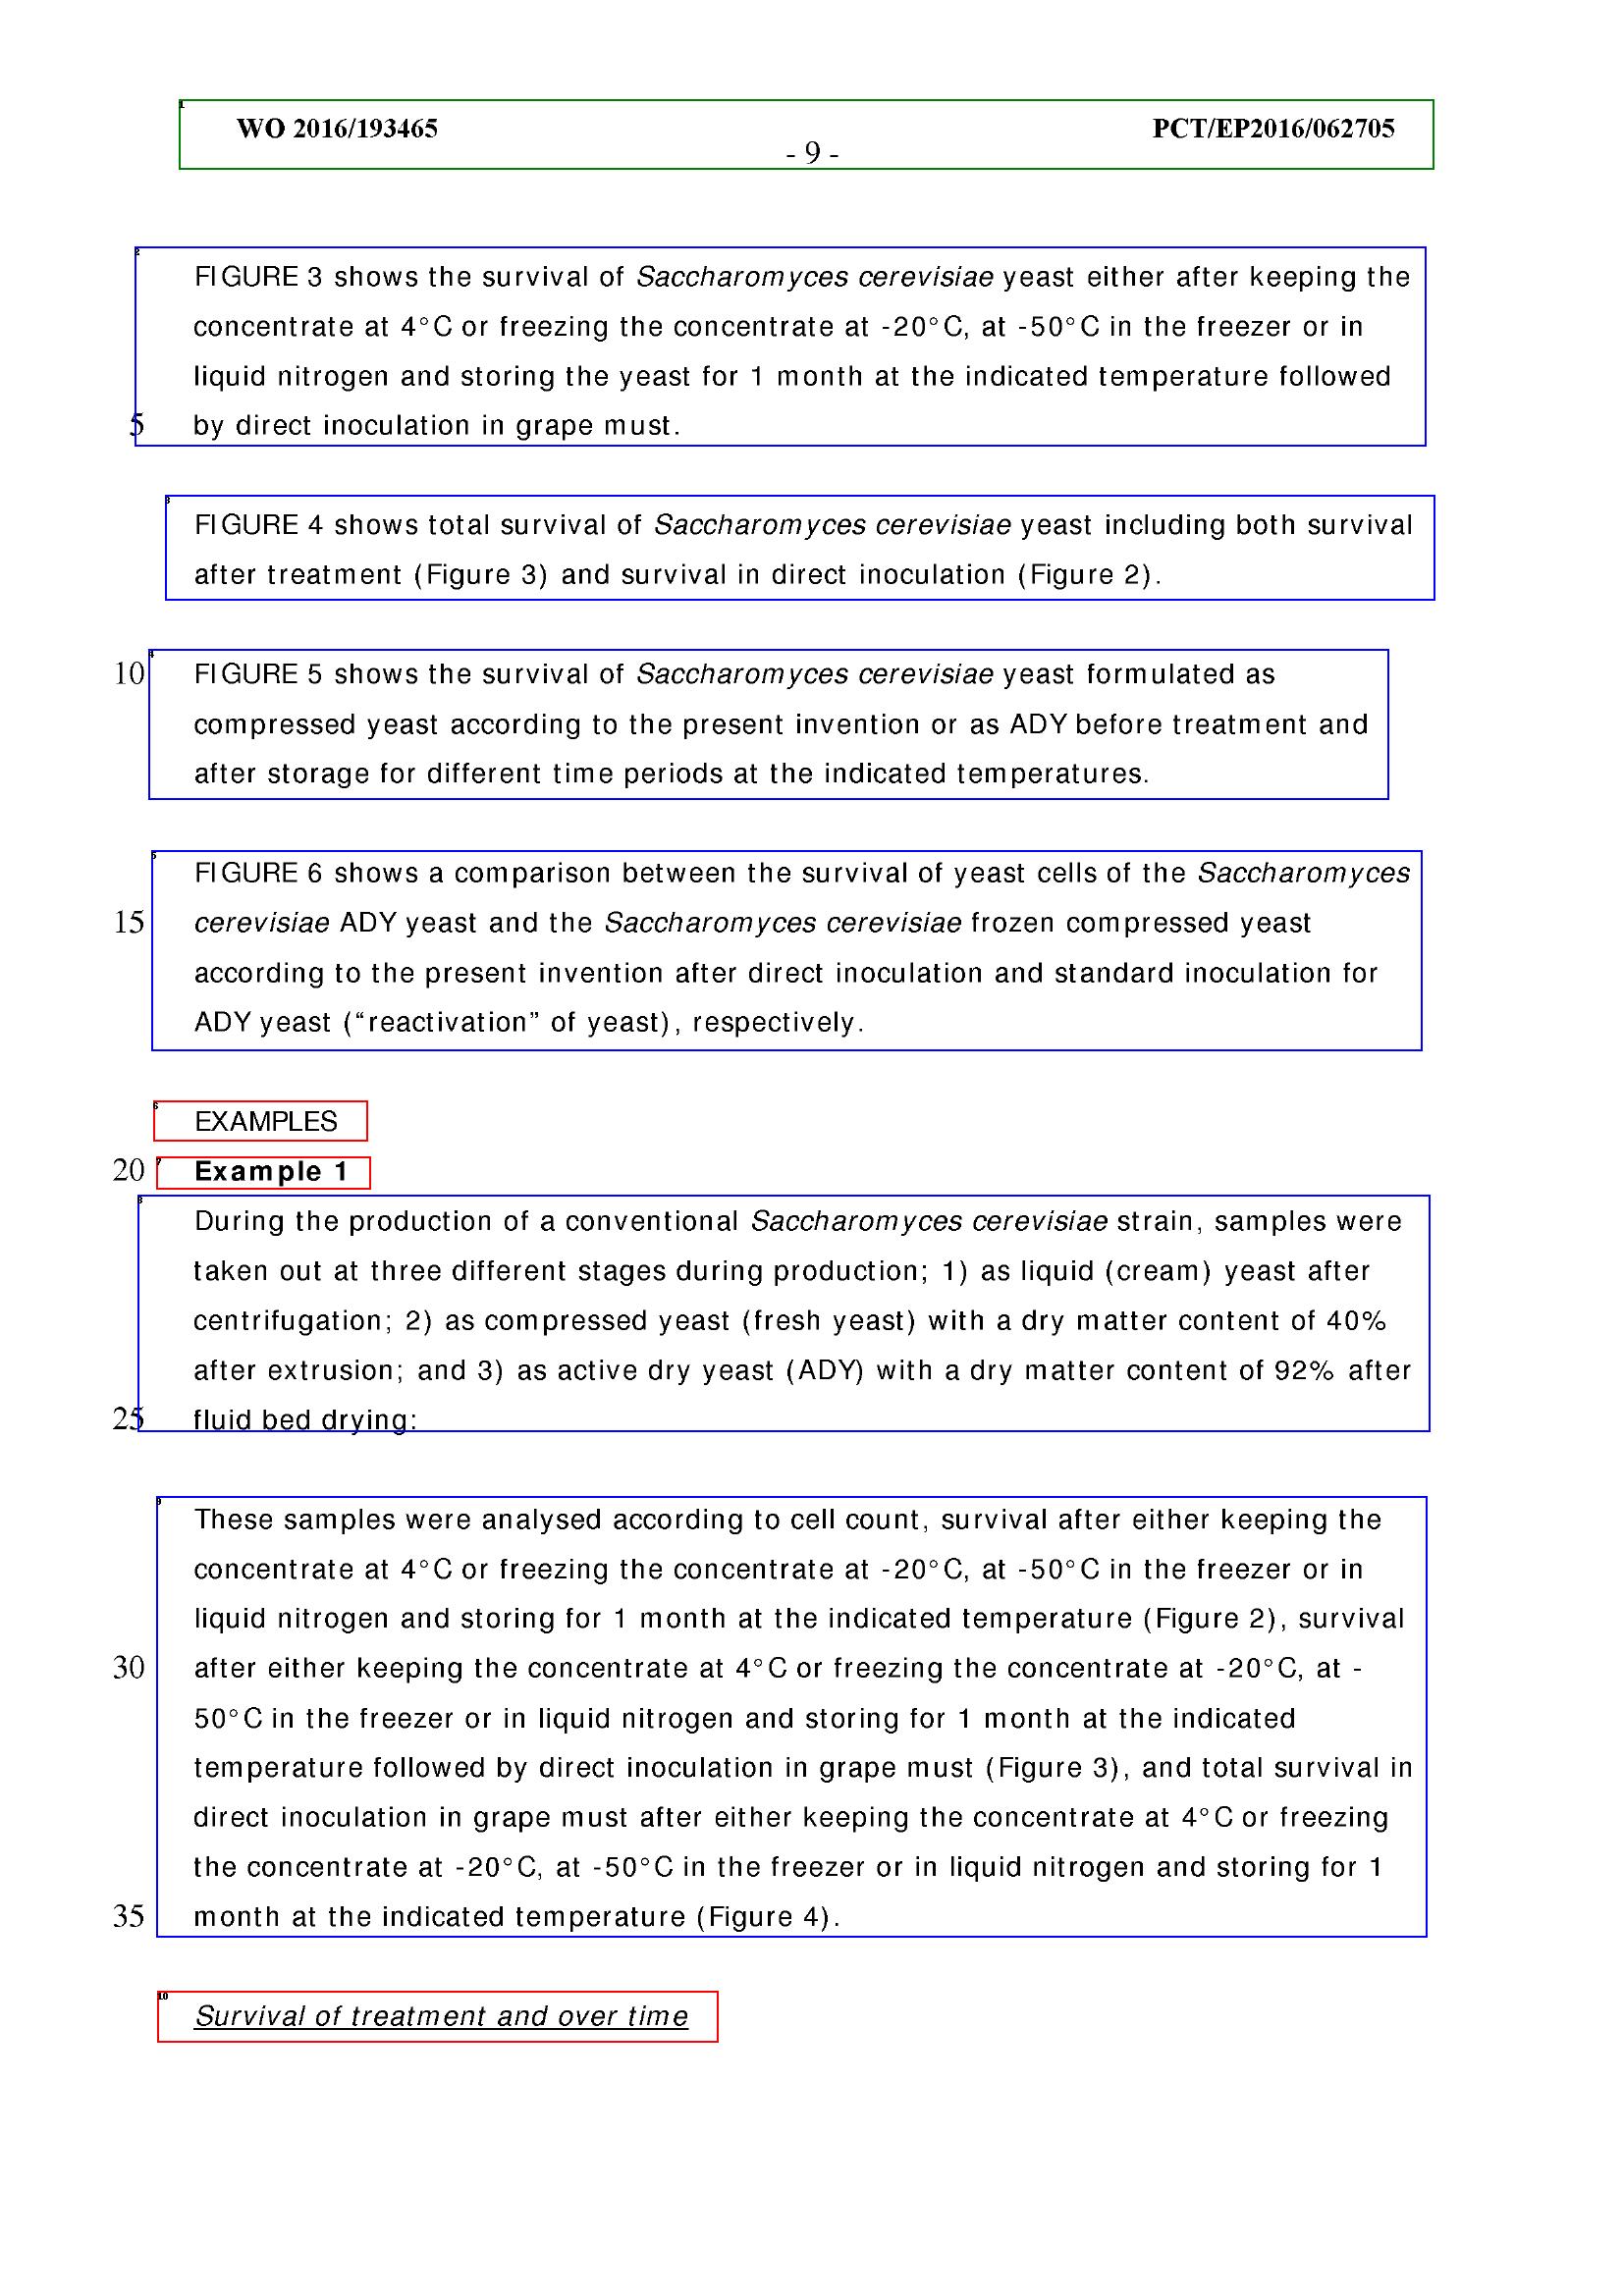 WO 2016/193465 PCT/EP2016/062705
- 9 -
FIGURE 3 shows the survival of Saccharomyces cerevisiae yeast either after keeping the
concentrate at 4°C or freezing the concentrate at -20°C, at -50°C in the freezer or in
liquid nitrogen and storing the yeast for 1 month at the indicated temperature followed
5 by direct inoculation in grape must.
FIGURE 4 shows total survival of Saccharomyces cerevisiae yeast including both survival
after treatment (Figure 3) and survival in direct inoculation (Figure 2).
10 FIGURE 5 shows the survival of Saccharomyces cerevisiae yeast formulated as
compressed yeast according to the present invention or as ADY before treatment and
after storage for different time periods at the indicated temperatures.
FIGURE 6 shows a comparison between the survival of yeast cells of the Saccharomyces
15 cerevisiae ADY yeast and the Saccharomyces cerevisiae frozen compressed yeast
according to the present invention after direct inoculation and standard inoculation for
ADY yeast (“reactivation” of yeast), respectively.
EXAMPLES
20 Example 1
During the production of a conventional Saccharomyces cerevisiae strain, samples were
taken out at three different stages during production; 1) as liquid (cream) yeast after
centrifugation; 2) as compressed yeast (fresh yeast) with a dry matter content of 40%
after extrusion; and 3) as active dry yeast (ADY) with a dry matter content of 92% after
25 fluid bed drying:
These samples were analysed according to cell count, survival after either keeping the
concentrate at 4°C or freezing the concentrate at -20°C, at -50°C in the freezer or in
liquid nitrogen and storing for 1 month at the indicated temperature (Figure 2), survival
30 after either keeping the concentrate at 4°C or freezing the concentrate at -20°C, at -
50°C in the freezer or in liquid nitrogen and storing for 1 month at the indicated
temperature followed by direct inoculation in grape must (Figure 3), and total survival in
direct inoculation in grape must after either keeping the concentrate at 4°C or freezing
the concentrate at -20°C, at -50°C in the freezer or in liquid nitrogen and storing for 1
35 month at the indicated temperature (Figure 4).
Survival of treatment and over time